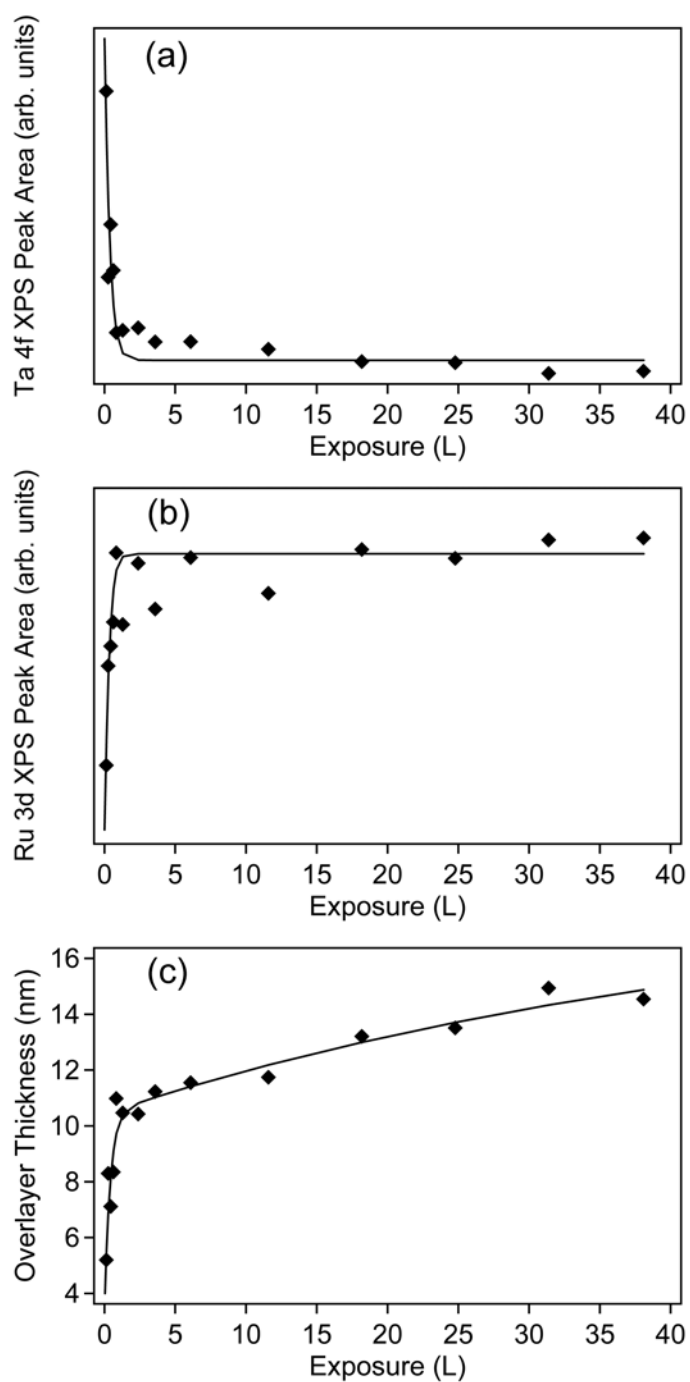 (a)
Ta 4f XPS Peak Area (arb. units)
0 5 10 15 20 25 30 35 40
Exposure (L)
(b)
Ru 3d XPS Peak Area (arb. units)
0 5 10 15 20 25 30 35 40
Exposure (L)
(c)
Overlayer Thickness (nm)
16
14
12
10
8
6
4
0 5 10 15 20 25 30 35 40
Exposure (L)